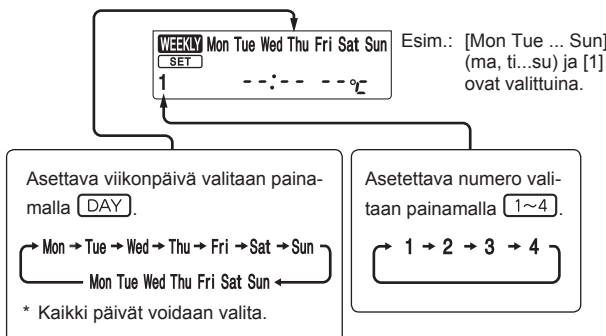 WEEKLY Mon Tue Wed Thu Fri Sat Sun
SET
1 --:-- --°C
Esim.: [Mon Tue ... Sun]
(ma, ti...su) ja [1]
ovat valittuina.
Asettava viikonpäivä valitaan paina-
malla DAY.
Mon → Tue → Wed → Thu → Fri → Sat → Sun
Mon Tue Wed Thu Fri Sat Sun
* Kaikki päivät voidaan valita.
Asetettava numero vali-
taan painamalla 1~4.
1 → 2 → 3 → 4